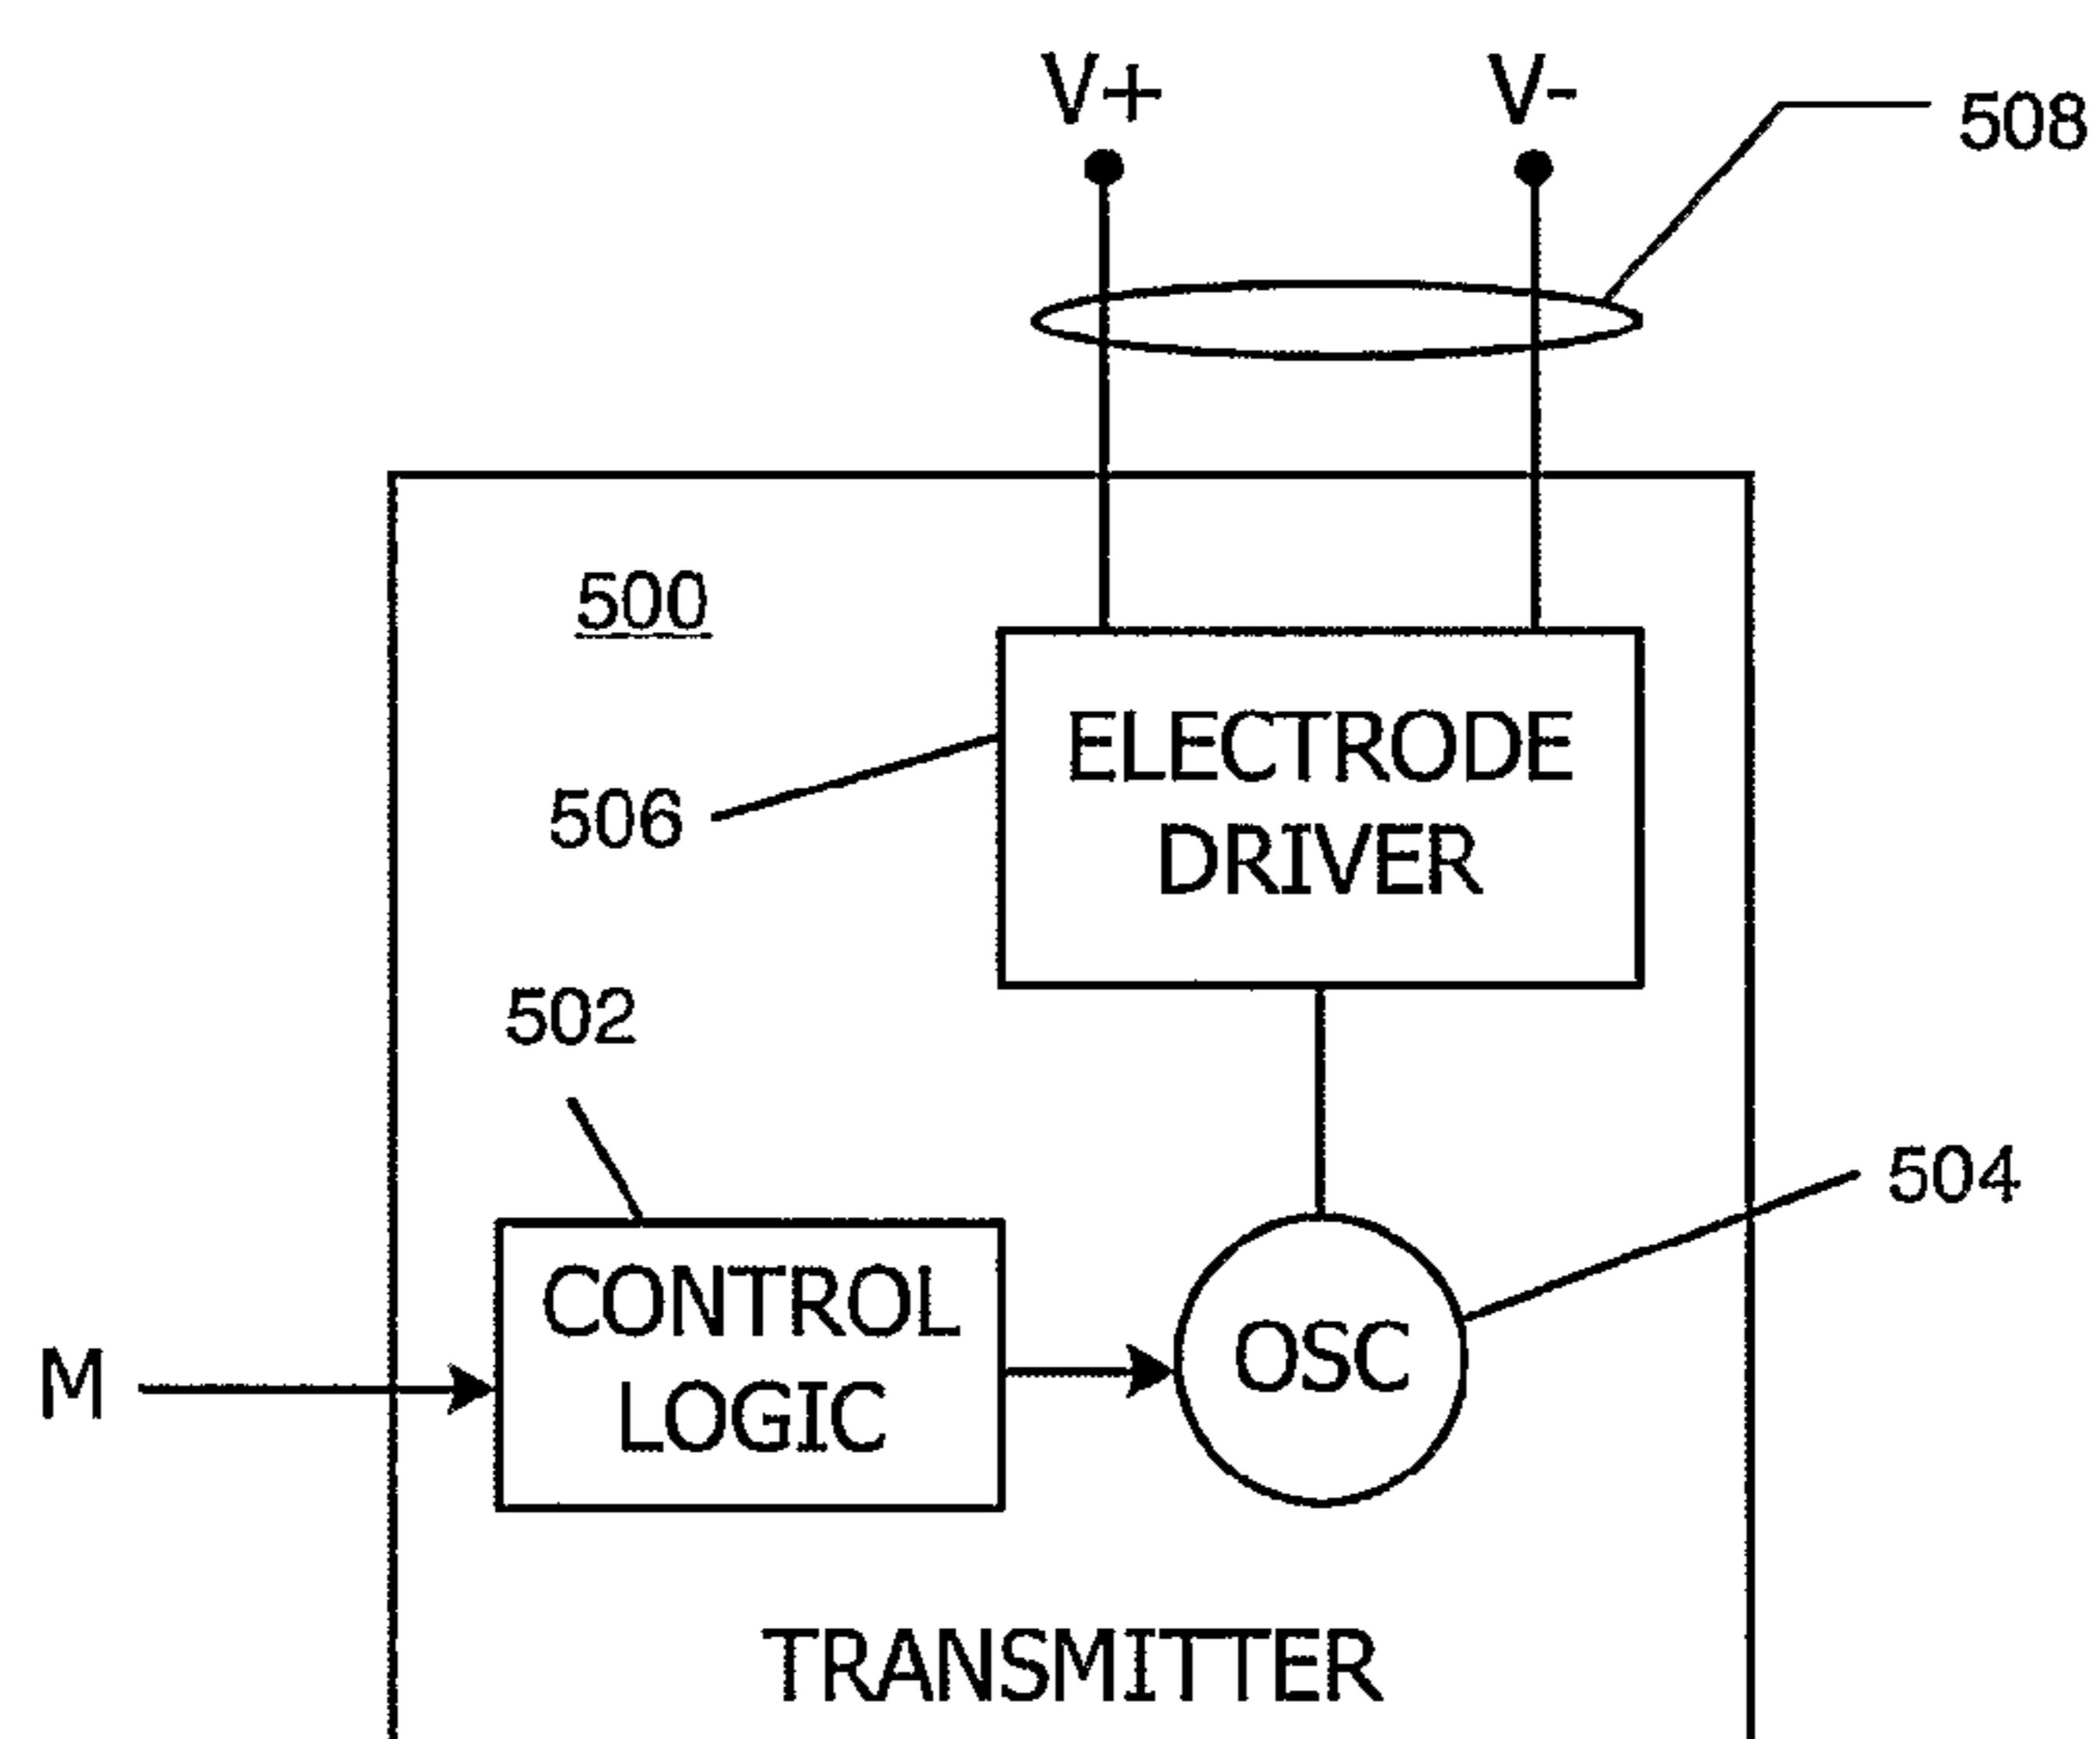 V+ V-
508
500
ELECTRODE
DRIVER
506
502
504
CONTROL
LOGIC
OSC
M
TRANSMITTER